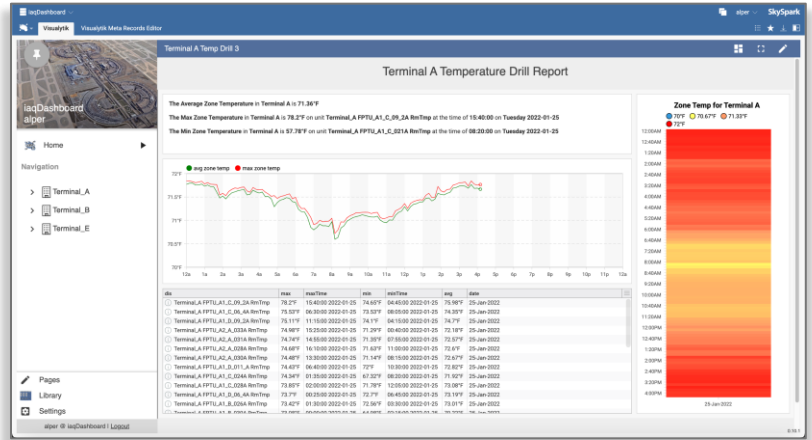 iaqDashboard
alper
SkySpark
Visualytik
Visualytik Meta Records Editor
Terminal A Temp Drill 3
iaqDashboard
alper
Home
Navigation
Terminal_A
Terminal_B
Terminal_E
Pages
Library
Settings
alper @ iaqDashboard | Logout
Terminal A Temperature Drill Report
The Average Zone Temperature in Terminal A is 71.36°F
The Max Zone Temperature in Terminal A is 78.2°F on unit Terminal_A FPTU_A1_C_09_2A RmTmp at the time of 15:40:00 on Tuesday 2022-01-25
The Min Zone Temperature in Terminal A is 57.78°F on unit Terminal_A FPTU_A1_C_021A RmTmp at the time of 08:20:00 on Tuesday 2022-01-25
avg zone temp max zone temp
72°F
71.5°F
71°F
70.5°F
70°F
12a 1a 2a 3a 4a 5a 6a 7a 8a 9a 10a 11a 12p 1p 2p 3p 4p 5p 6p 7p 8p 9p 10p 11p 12a
dis max maxTime min minTime avg date
Terminal_A FPTU_A1_C_09_2A RmTmp 78.2°F 15:40:00 2022-01-25 74.65°F 04:45:00 2022-01-25 75.98°F 25-Jan-2022
Terminal_A FPTU_A1_C_06_4A RmTmp 75.53°F 06:30:00 2022-01-25 73.53°F 08:05:00 2022-01-25 74.35°F 25-Jan-2022
Terminal_A FPTU_A1_D_09_2A RmTmp 75.11°F 11:15:00 2022-01-25 74.1°F 04:15:00 2022-01-25 74.7°F 25-Jan-2022
Terminal_A FPTU_A2_A_033A RmTmp 74.98°F 15:25:00 2022-01-25 71.29°F 00:40:00 2022-01-25 72.18°F 25-Jan-2022
Terminal_A FPTU_A2_A_031A RmTmp 74.74°F 14:55:00 2022-01-25 71.35°F 07:55:00 2022-01-25 72.57°F 25-Jan-2022
Terminal_A FPTU_A2_A_028A RmTmp 74.68°F 16:10:00 2022-01-25 71.63°F 11:00:00 2022-01-25 72.6°F 25-Jan-2022
Terminal_A FPTU_A2_A_030A RmTmp 74.48°F 13:30:00 2022-01-25 71.14°F 08:15:00 2022-01-25 72.67°F 25-Jan-2022
Terminal_A FPTU_A1_D_011_A RmTmp 74.43°F 06:40:00 2022-01-25 72°F 10:30:00 2022-01-25 72.82°F 25-Jan-2022
Terminal_A FPTU_A1_C_024A RmTmp 74.34°F 01:35:00 2022-01-25 67.32°F 08:20:00 2022-01-25 71.92°F 25-Jan-2022
Terminal_A FPTU_A1_C_028A RmTmp 73.85°F 02:00:00 2022-01-25 71.78°F 12:05:00 2022-01-25 73.08°F 25-Jan-2022
Terminal_A FPTU_A1_D_06_4A RmTmp 73.7°F 00:25:00 2022-01-25 72.7°F 06:45:00 2022-01-25 73.19°F 25-Jan-2022
Terminal_A FPTU_A1_B_026A RmTmp 73.42°F 01:30:00 2022-01-25 72.56°F 03:30:00 2022-01-25 73.01°F 25-Jan-2022
Zone Temp for Terminal A
70°F 70.67°F 71.33°F
72°F
12:00AM
12:40AM
1:20AM
2:00AM
2:40AM
3:20AM
4:00AM
4:40AM
5:20AM
6:00AM
6:40AM
7:20AM
8:00AM
8:40AM
9:20AM
10:00AM
10:40AM
11:20AM
12:00PM
12:40PM
1:20PM
2:00PM
2:40PM
3:20PM
4:00PM
25-Jan-2022